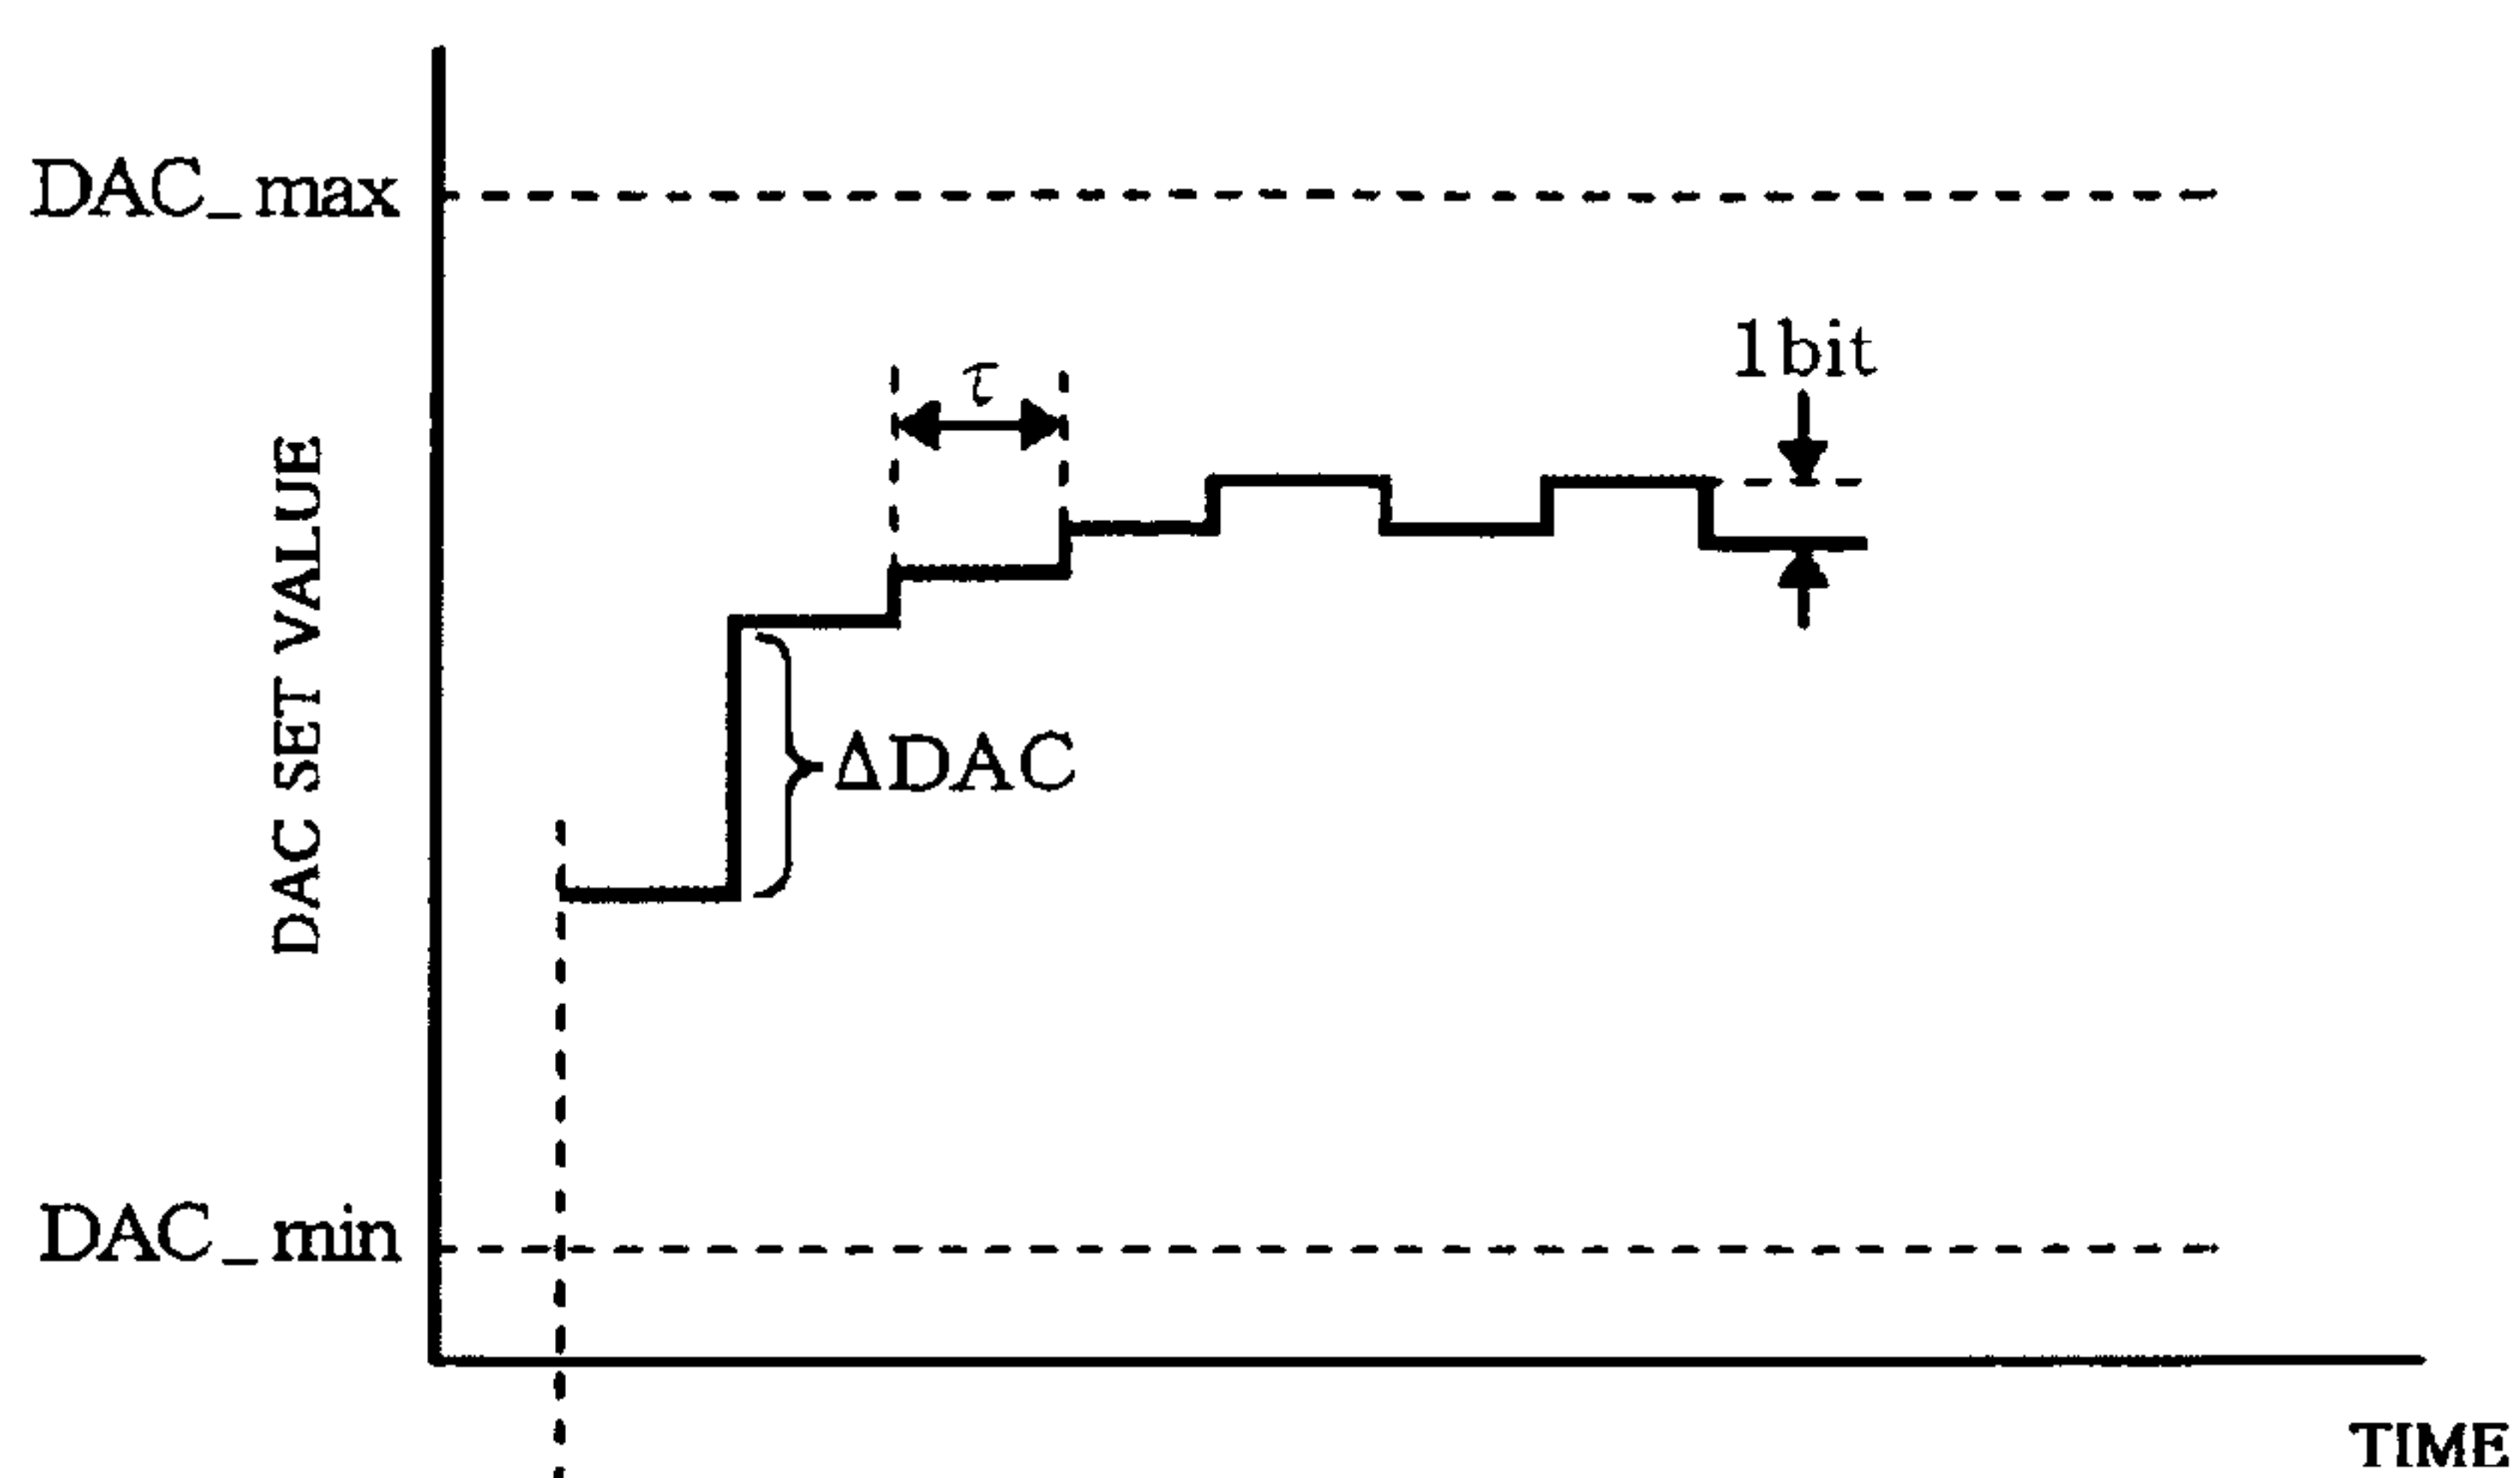 DAC_max
1bit
τ
DAC SET VALUE
ΔDAC
DAC_min
TIME